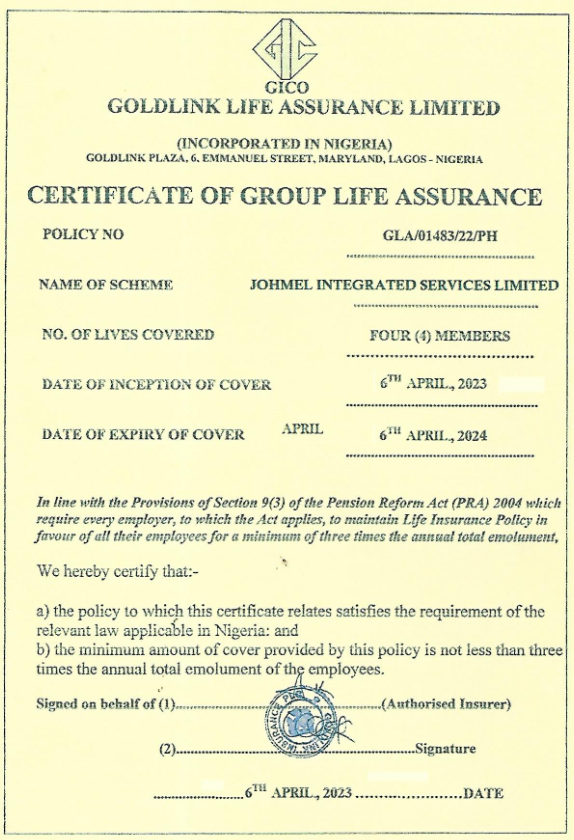 GIC
GICO
GOLDLINK LIFE ASSURANCE LIMITED
(INCORPORATED IN NIGERIA)
GOLDLINK PLAZA, 6, EMMANUEL STREET, MARYLAND, LAGOS - NIGERIA
CERTIFICATE OF GROUP LIFE ASSURANCE
POLICY NO GLA/01483/22/PH
NAME OF SCHEME JOHMEL INTEGRATED SERVICES LIMITED
NO. OF LIVES COVERED FOUR (4) MEMBERS
DATE OF INCEPTION OF COVER 6TH APRIL., 2023
DATE OF EXPIRY OF COVER APRIL 6TH APRIL., 2024
In line with the Provisions of Section 9(3) of the Pension Reform Act (PRA) 2004 which
require every employer, to which the Act applies, to maintain Life Insurance Policy in
favour of all their employees for a minimum of three times the annual total emolument,
We hereby certify that:-
a) the policy to which this certificate relates satisfies the requirement of the
relevant law applicable in Nigeria: and
b) the minimum amount of cover provided by this policy is not less than three
times the annual total emolument of the employees.
Signed on behalf of (1)..............................(Authorised Insurer)
GOLDLINK INSURANCE PLC
(2)..............................Signature
....................6TH APRIL., 2023 ....................DATE